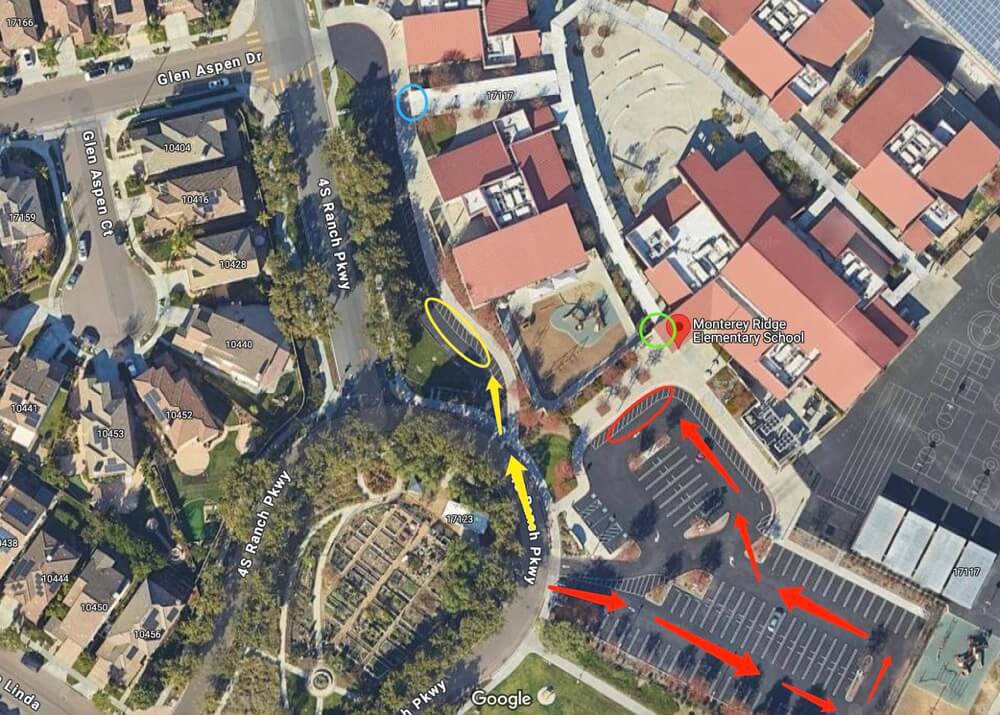 17166
Glen Aspen Dr
17117
Glen Aspen Ct
10404
17159
10416
4S Ranch Pkwy
10428
10440
Monterey Ridge
Elementary School
10441
10452
10453
4S Ranch Pkwy
17123
Ranch Pkwy
17117
10444
10450
10456
Linda
Google
Pkwy